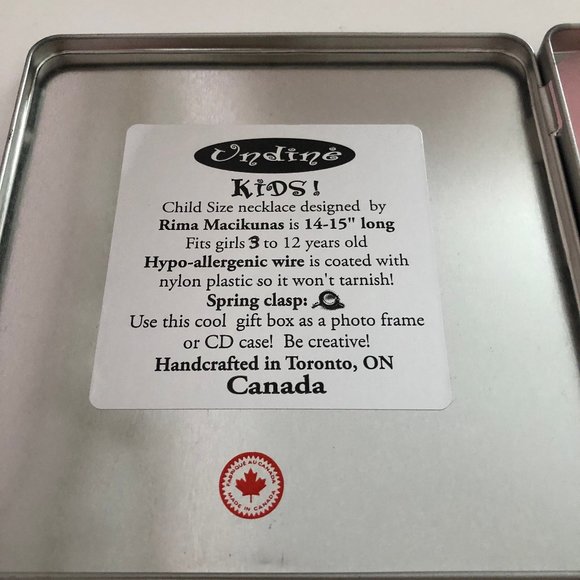 Undinė
KiDS!
Child Size necklace designed by
Rima Macikunas is 14-15" long
Fits girls 3 to 12 years old
Hypo-allergenic wire is coated with
nylon plastic so it won't tarnish!
Spring clasp:
Use this cool gift box as a photo frame
or CD case! Be creative!
Handcrafted in Toronto, ON
Canada
FABRIQUÉ AU CANADA
MADE IN CANADA